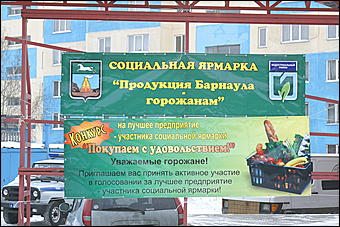 СОЦИАЛЬНАЯ ЯРМАРКА
"Продукция Барнаула
горожанам"
Конкурс
на лучшее предприятие
- участника социальной ярмарки
"Покупаем с удовольствием!"
Уважаемые горожане!
Приглашаем вас принять активное участие
в голосовании за лучшее предприятие
- участника социальной ярмарки!